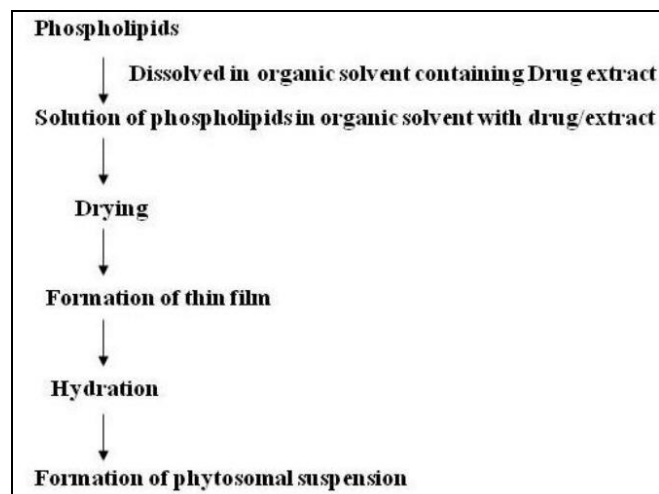 Phospholipids
Dissolved in organic solvent containing Drug extract
Solution of phospholipids in organic solvent with drug/extract
Drying
Formation of thin film
Hydration
Formation of phytosomal suspension